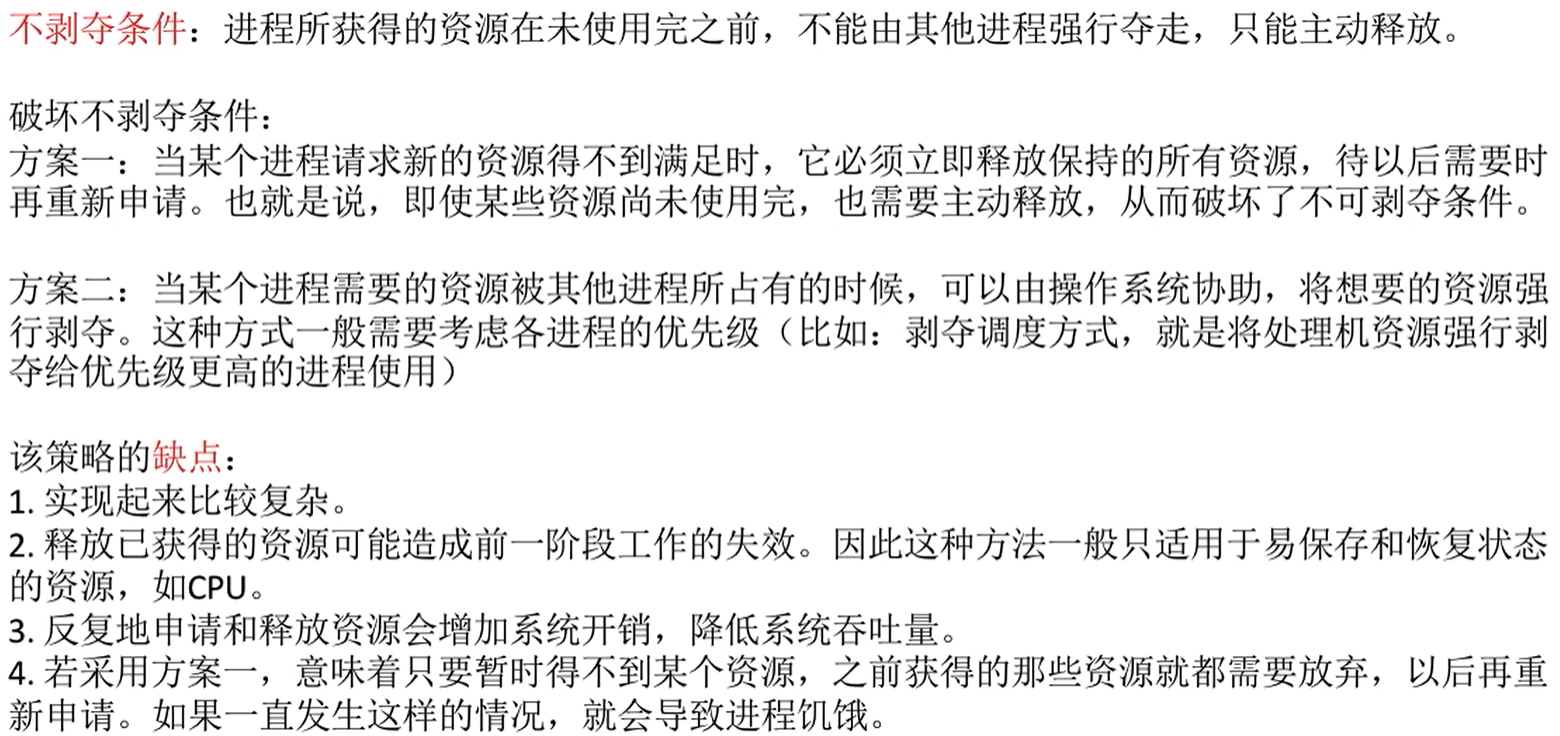 不剥夺条件：进程所获得的资源在未使用完之前，不能由其他进程强行夺走，只能主动释放。
破坏不剥夺条件：
方案一：当某个进程请求新的资源得不到满足时，它必须立即释放保持的所有资源，待以后需要时
再重新申请。也就是说，即使某些资源尚未使用完，也需要主动释放，从而破坏了不可剥夺条件。
方案二：当某个进程需要的资源被其他进程所占有的时候，可以由操作系统协助，将想要的资源强
行剥夺。这种方式一般需要考虑各进程的优先级（比如：剥夺调度方式，就是将处理机资源强行剥
夺给优先级更高的进程使用）
该策略的缺点：
1. 实现起来比较复杂。
2. 释放已获得的资源可能造成前一阶段工作的失效。因此这种方法一般只适用于易保存和恢复状态
的资源，如CPU。
3. 反复地申请和释放资源会增加系统开销，降低系统吞吐量。
4. 若采用方案一，意味着只要暂时得不到某个资源，之前获得的那些资源就都需要放弃，以后再重
新申请。如果一直发生这样的情况，就会导致进程饥饿。